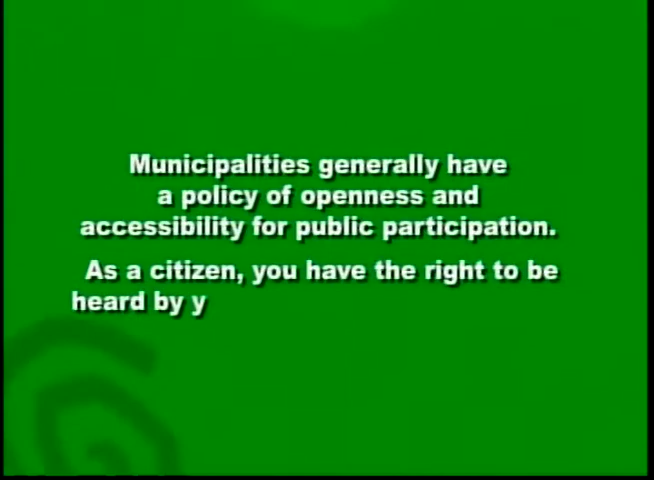 Municipalities generally have
a policy of openness and
accessibility for public participation.
As a citizen, you have the right to be
heard by y